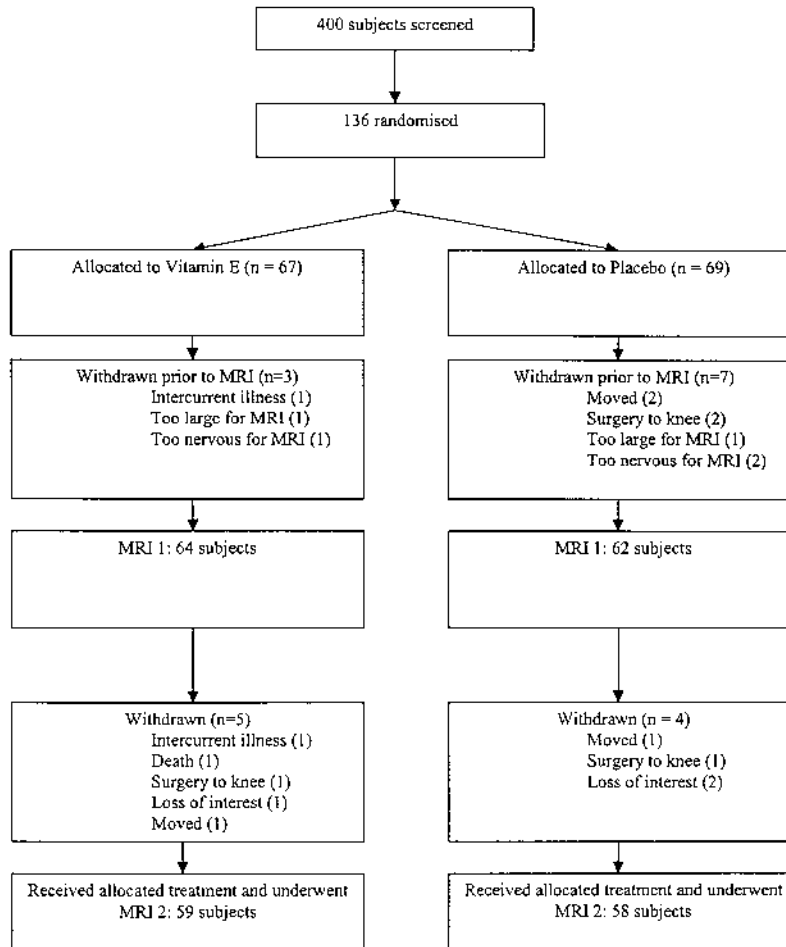 400 subjects screened
136 randomised
Allocated to Vitamin E (n = 67)
Allocated to Placebo (n = 69)
Withdrawn prior to MRI (n=3)
Intercurrent illness (1)
Too large for MRI (1)
Too nervous for MRI (1)
Withdrawn prior to MRI (n=7)
Moved (2)
Surgery to knee (2)
Too large for MRI (1)
Too nervous for MRI (2)
MRI 1: 64 subjects
MRI 1: 62 subjects
Withdrawn (n=5)
Intercurrent illness (1)
Death (1)
Surgery to knee (1)
Loss of interest (1)
Moved (1)
Withdrawn (n = 4)
Moved (1)
Surgery to knee (1)
Loss of interest (2)
Received allocated treatment and underwent
MRI 2: 59 subjects
Received allocated treatment and underwent
MRI 2: 58 subjects